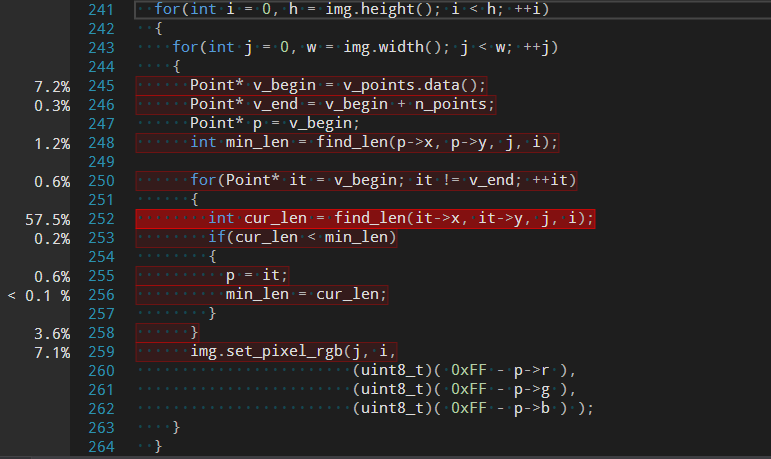 241 for(int i = 0, h = img.height(); i < h; ++i)
242 {
243 for(int j = 0, w = img.width(); j < w; ++j)
244 {
7.2% 245 Point* v_begin = v_points.data();
0.3% 246 Point* v_end = v_begin + n_points;
247 Point* p = v_begin;
1.2% 248 int min_len = find_len(p->x, p->y, j, i);
249
0.6% 250 for(Point* it = v_begin; it != v_end; ++it)
251 {
57.5% 252 int cur_len = find_len(it->x, it->y, j, i);
0.2% 253 if(cur_len < min_len)
254 {
0.6% 255 p = it;
< 0.1 % 256 min_len = cur_len;
257 }
3.6% 258 }
7.1% 259 img.set_pixel_rgb(j, i,
260 (uint8_t)( 0xFF - p->r ),
261 (uint8_t)( 0xFF - p->g ),
262 (uint8_t)( 0xFF - p->b ) );
263 }
264 }